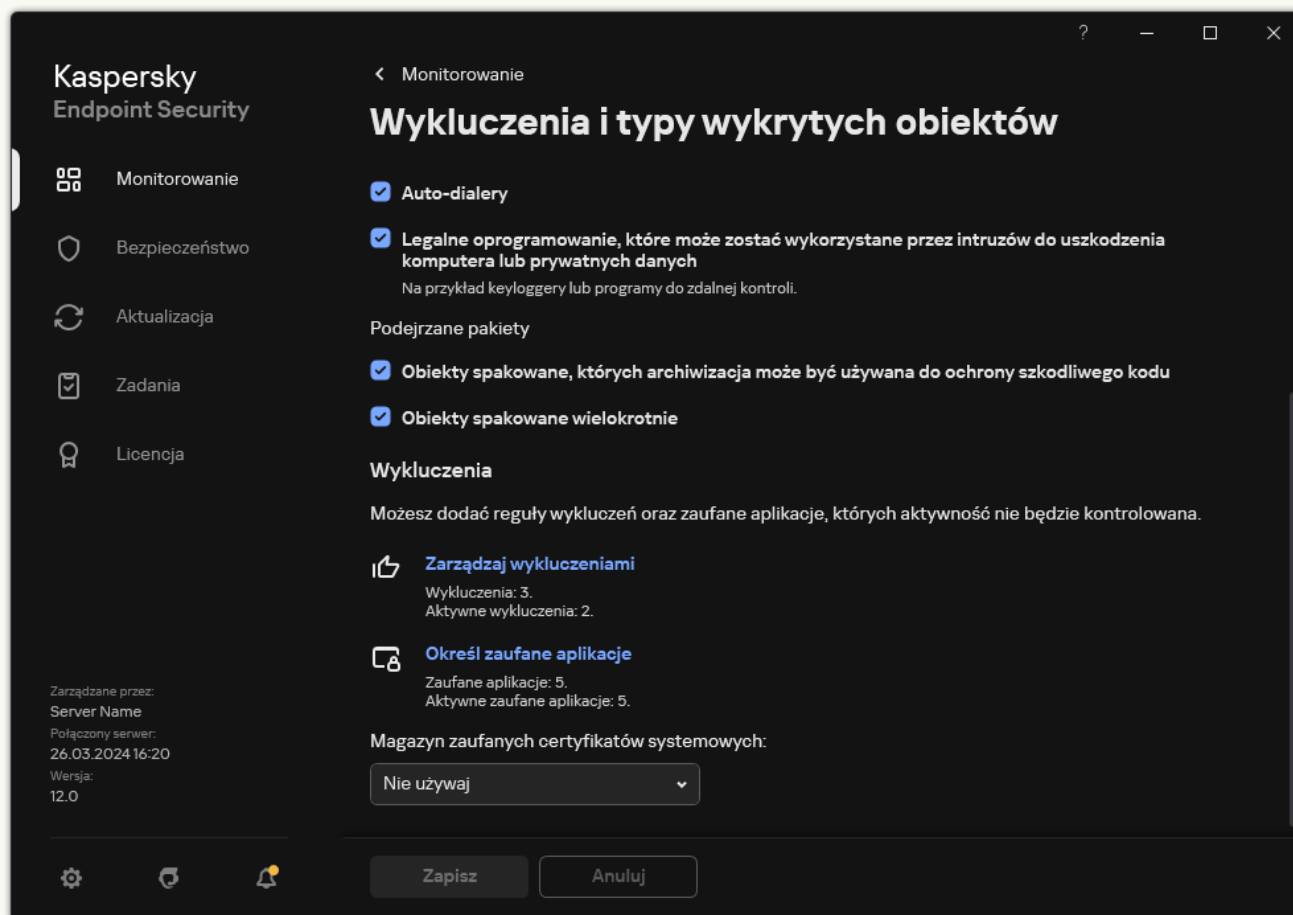 ?
Kaspersky
Endpoint Security
Monitorowanie
Bezpieczeństwo
Aktualizacja
Zadania
Licencja
Zarządzane przez:
Server Name
Połączony serwer:
26.03.2024 16:20
Wersja:
12.0
Monitorowanie
Wykluczenia i typy wykrytych obiektów
Auto-dialery
Legalne oprogramowanie, które może zostać wykorzystane przez intruzów do uszkodzenia
komputera lub prywatnych danych
Na przykład keyloggery lub programy do zdalnej kontroli.
Podejrzane pakiety
Obiekty spakowane, których archiwizacja może być używana do ochrony szkodliwego kodu
Obiekty spakowane wielokrotnie
Wykluczenia
Możesz dodać reguły wykluczeń oraz zaufane aplikacje, których aktywność nie będzie kontrolowana.
Zarządzaj wykluczeniami
Wykluczenia: 3.
Aktywne wykluczenia: 2.
Określ zaufane aplikacje
Zaufane aplikacje: 5.
Aktywne zaufane aplikacje: 5.
Magazyn zaufanych certyfikatów systemowych:
Nie używaj
Zapisz
Anuluj